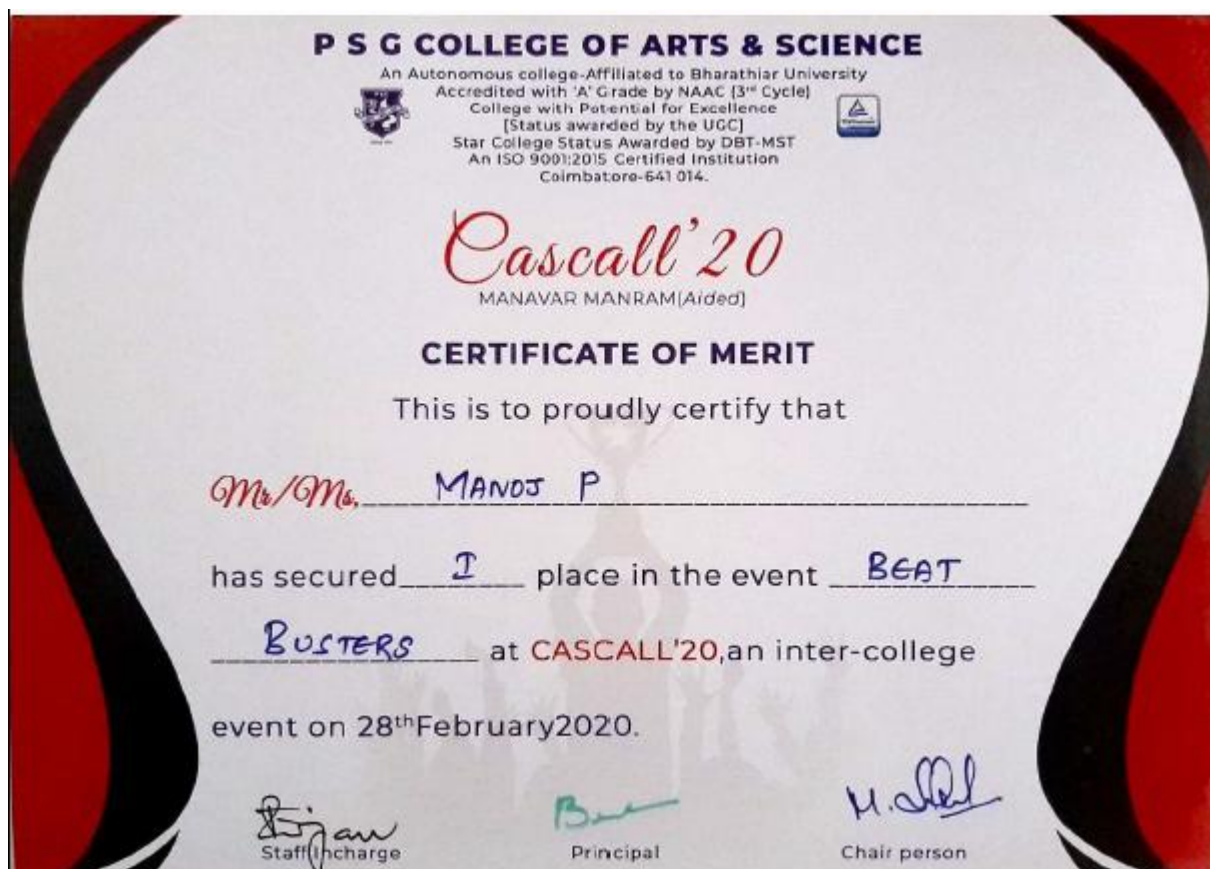 P S G COLLEGE OF ARTS & SCIENCE
An Autonomous college-Affiliated to Bharathiar University
Accredited with 'A' Grade by NAAC (3rd Cycle)
College with Potential for Excellence
[Status awarded by the UGC]
Star College Status Awarded by DBT-MST
An ISO 9001:2015 Certified Institution
Coimbatore-641 014.
Cascall'20
MANAVAR MANRAM(Aided)
CERTIFICATE OF MERIT
This is to proudly certify that
Mr/Ms. MANOJ P
has secured I place in the event BEAT
BUSTERS at CASCALL'20,an inter-college
event on 28thFebruary2020.
Staff Incharge Principal Chair person